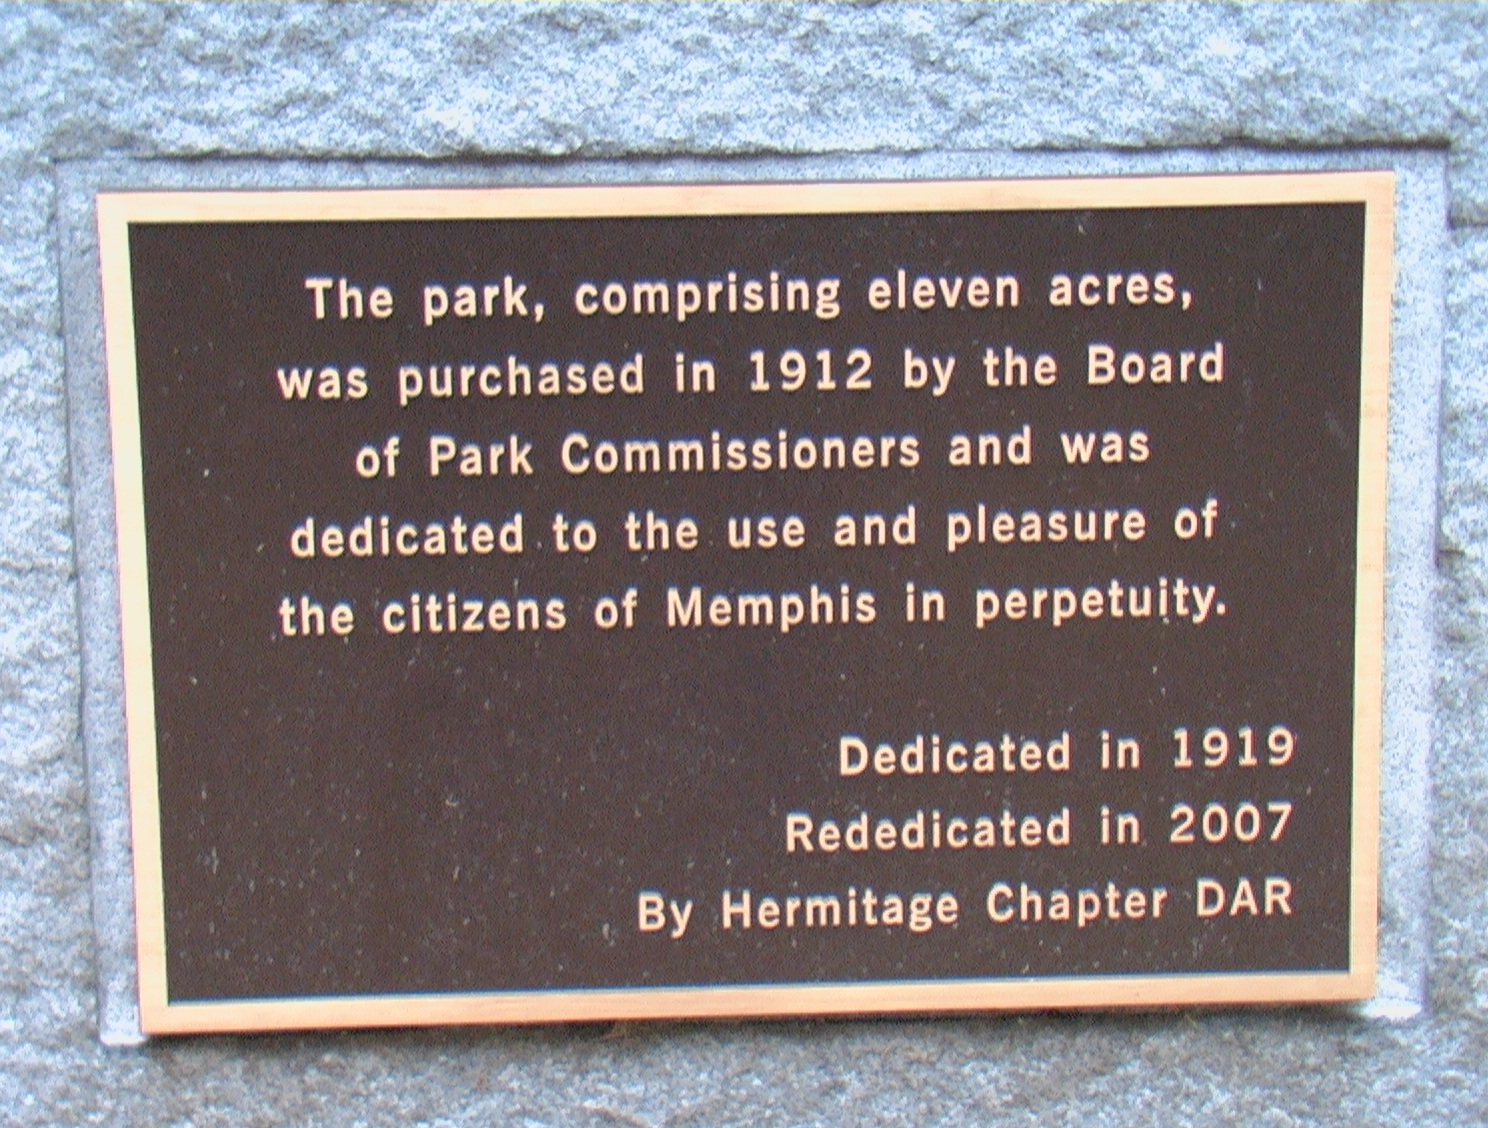 The park, comprising eleven acres,
was purchased in 1912 by the Board
of Park Commissioners and was
dedicated to the use and pleasure of
the citizens of Memphis in perpetuity.
Dedicated in 1919
Rededicated in 2007
By Hermitage Chapter DAR